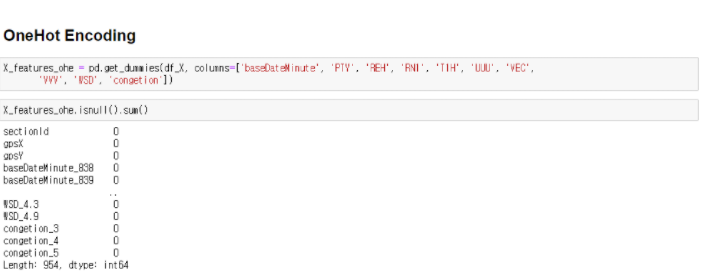 OneHot Encoding
X_features_ohe = pd.get_dummies(df_X, columns=['baseDateMinute', 'PTY', 'REH', 'RN1', 'T1H', 'UUU', 'VEC',
'VVV', 'WSD', 'congetion'])
X_features_ohe.isnull().sum()
sectionId 0
gpsX 0
gpsY 0
baseDateMinute_838 0
baseDateMinute_839 0
..
WSD_4.3 0
WSD_4.9 0
congetion_3 0
congetion_4 0
congetion_5 0
Length: 954, dtype: int64